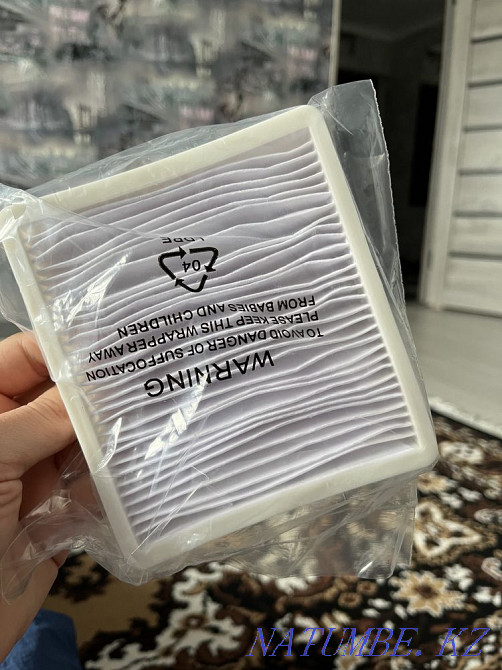 WARNING
TO AVOID DANGER OF SUFFOCATION
PLEASE KEEP THIS WRAPPER AWAY
FROM BABIES AND CHILDREN
04
LDPE
NATUMBE. KZ